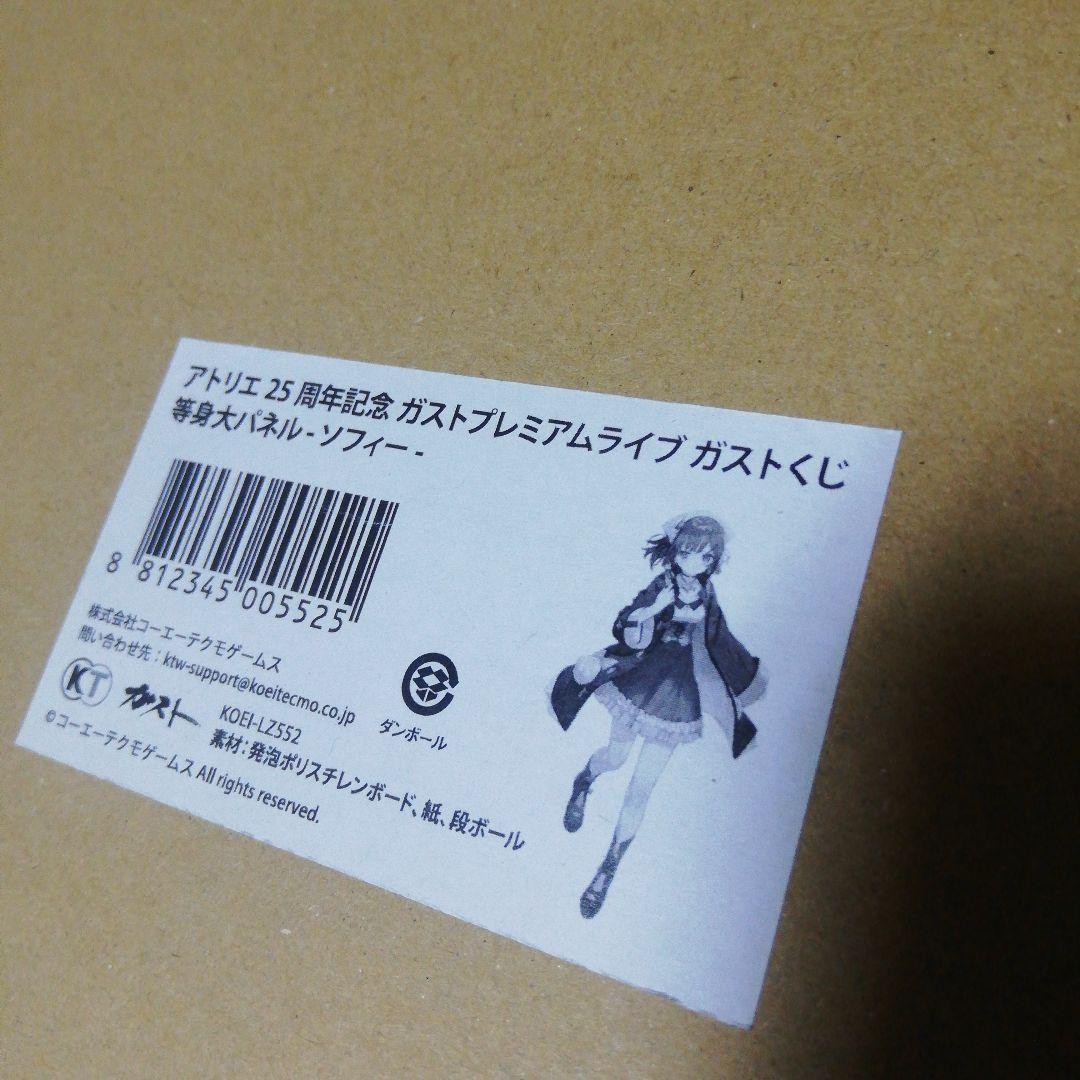 アトリエ 25 周年記念 ガストプレミアムライブ ガストくじ
等身大パネル - ソフィー -
8 812345 005525
株式会社コーエーテクモゲームス
問い合わせ先：ktw-support@koeitecmo.co.jp
KT ガスト
KOEI-LZ552
素材：発泡ポリスチレンボード、紙、段ボール
ダンボール
©コーエーテクモゲームス All rights reserved.